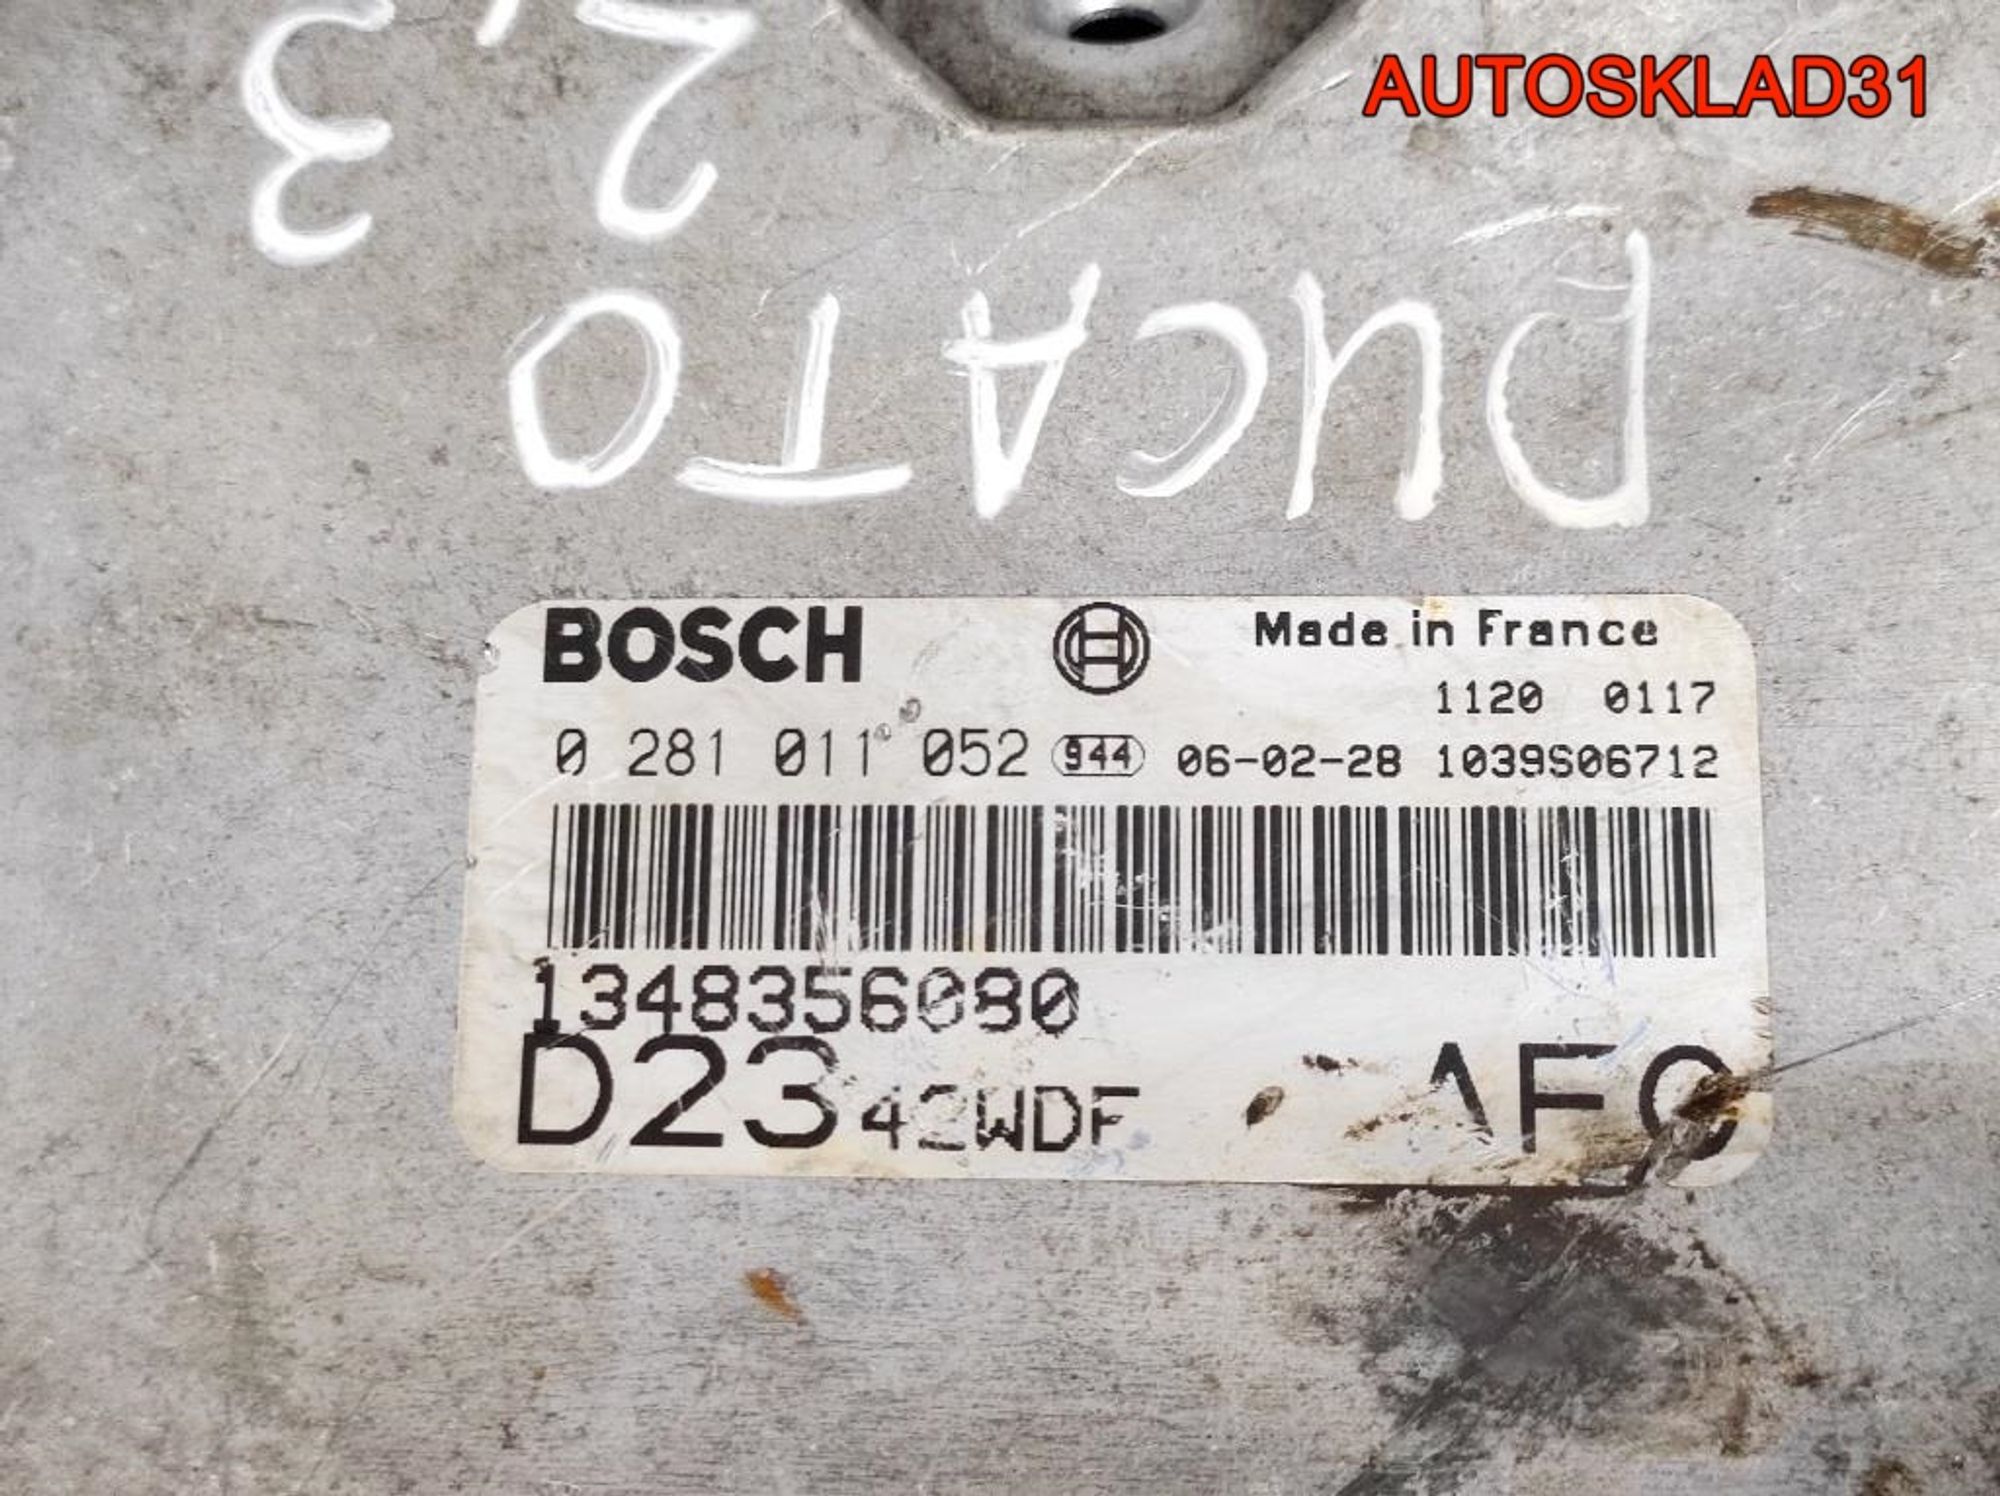 AUTOSKLAD31
DUCATO
2,3
BOSCH Made in France
1120 0117
0 281 011 052 944 06-02-28 1039S06712
1348356080
D23 42WDF